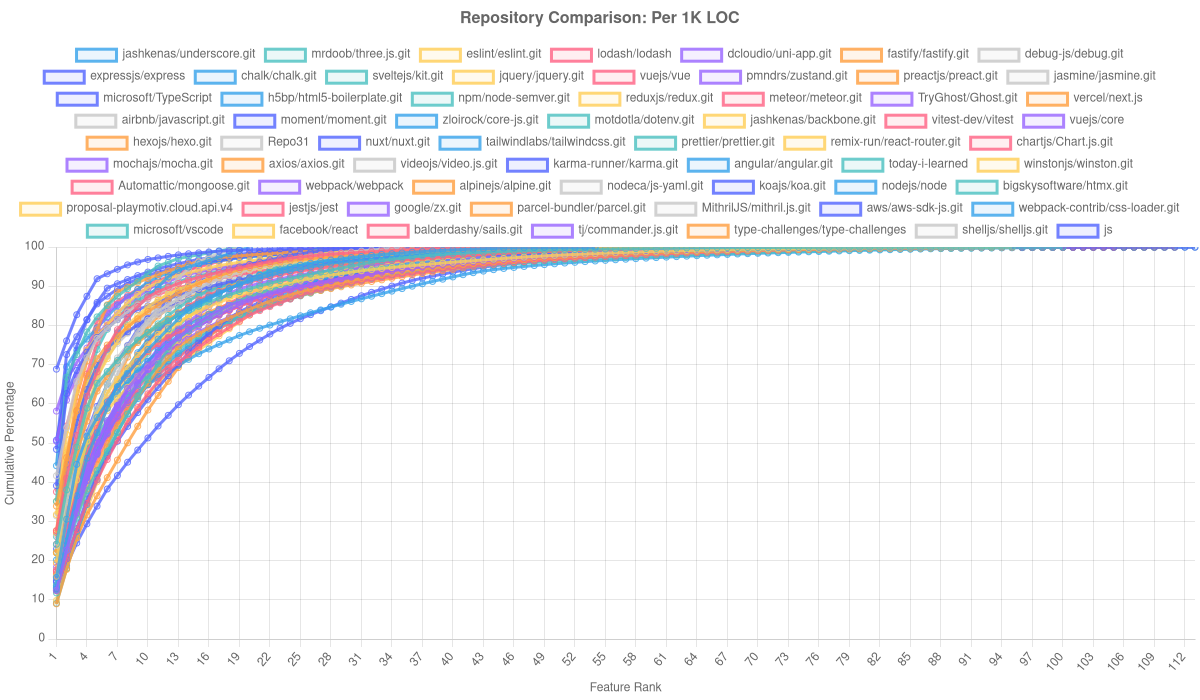 Repository Comparison: Per 1K LOC
jashkenas/underscore.git mrdoob/three.js.git eslint/eslint.git lodash/lodash dcloudio/uni-app.git fastify/fastify.git debug-js/debug.git
expressjs/express chalk/chalk.git sveltejs/kit.git jquery/jquery.git vuejs/vue pmndrs/zustand.git preactjs/preact.git jasmine/jasmine.git
microsoft/TypeScript h5bp/html5-boilerplate.git npm/node-semver.git reduxjs/redux.git meteor/meteor.git TryGhost/Ghost.git vercel/next.js
airbnb/javascript.git moment/moment.git zloirock/core-js.git motdotla/dotenv.git jashkenas/backbone.git vitest-dev/vitest vuejs/core
hexojs/hexo.git Repo31 nuxt/nuxt.git tailwindlabs/tailwindcss.git prettier/prettier.git remix-run/react-router.git chartjs/Chart.js.git
mochajs/mocha.git axios/axios.git videojs/video.js.git karma-runner/karma.git angular/angular.git today-i-learned winstonjs/winston.git
Automattic/mongoose.git webpack/webpack alpinejs/alpine.git nodeca/js-yaml.git koajs/koa.git nodejs/node bigskysoftware/htmx.git
proposal-playmotiv.cloud.api.v4 jestjs/jest google/zx.git parcel-bundler/parcel.git MithrilJS/mithril.js.git aws/aws-sdk-js.git webpack-contrib/css-loader.git
microsoft/vscode facebook/react balderdashy/sails.git tj/commander.js.git type-challenges/type-challenges shelljs/shelljs.git js
100
90
80
70
60
50
40
30
20
10
0
Cumulative Percentage
1 4 7 10 13 16 19 22 25 28 31 34 37 40 43 46 49 52 55 58 61 64 67 70 73 76 79 82 85 88 91 94 97 100 103 106 109 112
Feature Rank